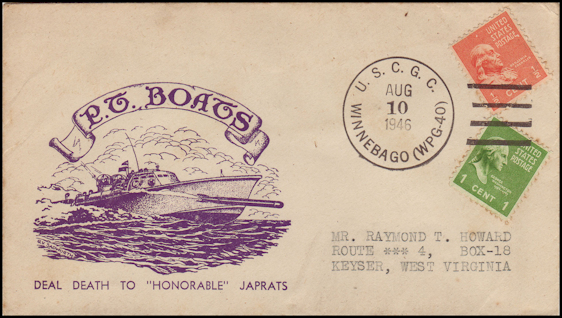 P.T. BOATS
DEAL DEATH TO "HONORABLE" JAPRATS
U. S. C. G. C.
AUG
10
1946
WINNEBAGO (WPG-40)
UNITED
STATES
POSTAGE
CENT
UNITED
STATES
POSTAGE
1 CENT 1
MR. RAYMOND T. HOWARD
ROUTE *** 4, BOX-18
KEYSER, WEST VIRGINIA